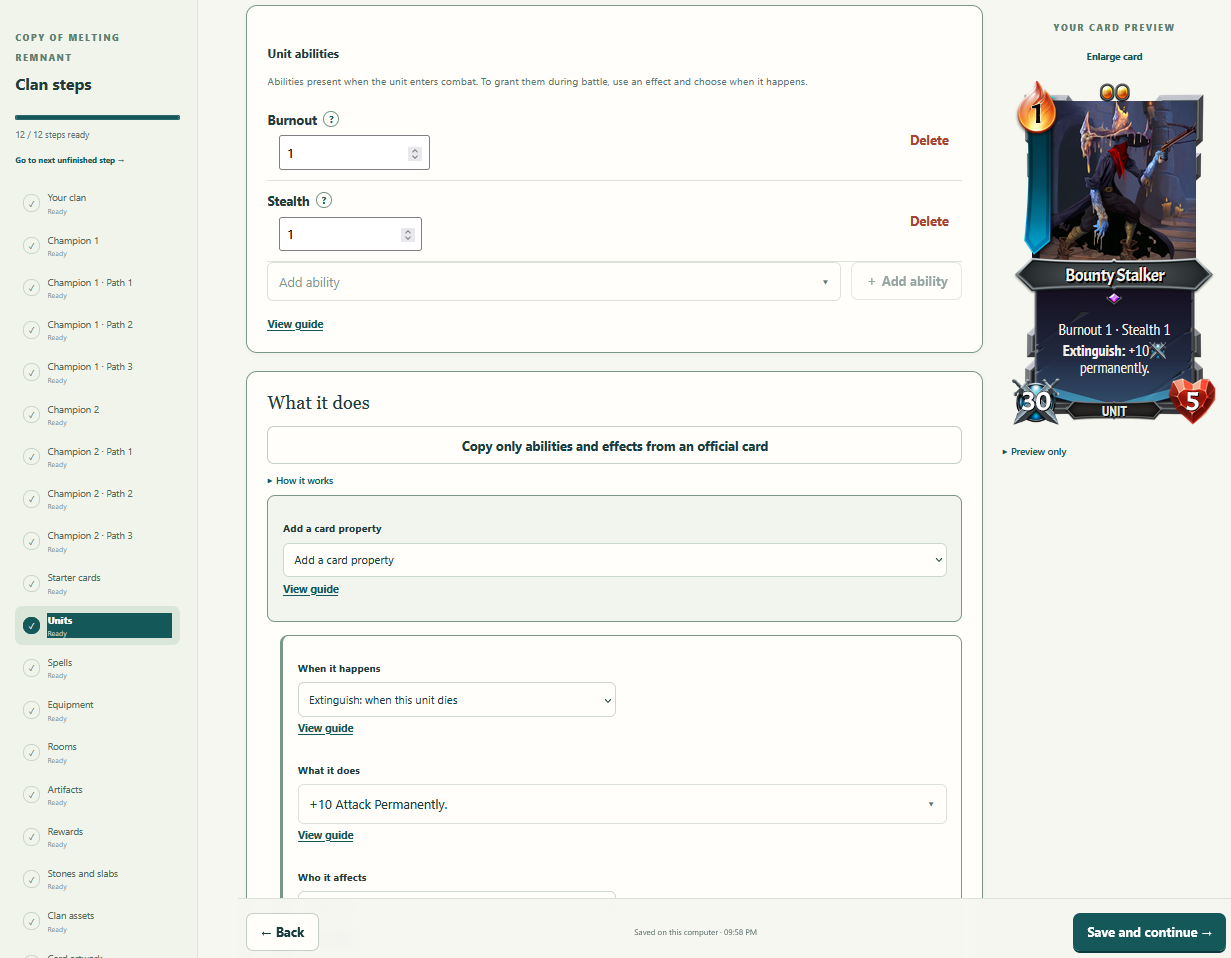 COPY OF MELTING
REMNANT
Clan steps
12 / 12 steps ready
Go to next unfinished step →
Your clan
Ready
Champion 1
Ready
Champion 1 · Path 1
Ready
Champion 1 · Path 2
Ready
Champion 1 · Path 3
Ready
Champion 2
Ready
Champion 2 · Path 1
Ready
Champion 2 · Path 2
Ready
Champion 2 · Path 3
Ready
Starter cards
Ready
Units
Ready
Spells
Ready
Equipment
Ready
Rooms
Ready
Artifacts
Ready
Rewards
Ready
Stones and slabs
Ready
Clan assets
Ready
Unit abilities
Abilities present when the unit enters combat. To grant them during battle, use an effect and choose when it happens.
Burnout ?
1
Delete
Stealth ?
1
Delete
Add ability
+ Add ability
View guide
What it does
Copy only abilities and effects from an official card
How it works
Add a card property
Add a card property
View guide
When it happens
Extinguish: when this unit dies
View guide
What it does
+10 Attack Permanently.
View guide
Who it affects
← Back
Saved on this computer · 09:58 PM
Save and continue →
YOUR CARD PREVIEW
Enlarge card
1
Bounty Stalker
Burnout 1 · Stealth 1
Extinguish: +10
permanently.
30
5
UNIT
Preview only